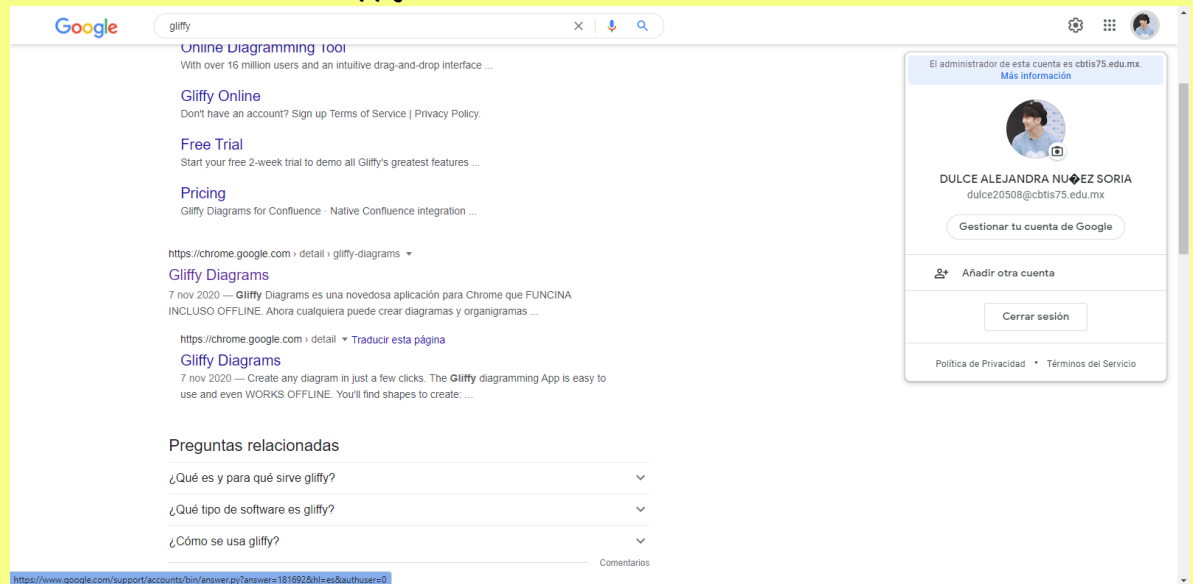 Google
gliffy
Online Diagramming Tool
With over 16 million users and an intuitive drag-and-drop interface ...
Gliffy Online
Don't have an account? Sign up Terms of Service | Privacy Policy.
Free Trial
Start your free 2-week trial to demo all Gliffy's greatest features ...
Pricing
Gliffy Diagrams for Confluence · Native Confluence integration ...
https://chrome.google.com › detail › gliffy-diagrams
Gliffy Diagrams
7 nov 2020 — Gliffy Diagrams es una novedosa aplicación para Chrome que FUNCINA
INCLUSO OFFLINE. Ahora cualquiera puede crear diagramas y organigramas ...
https://chrome.google.com › detail Traducir esta página
Gliffy Diagrams
7 nov 2020 — Create any diagram in just a few clicks. The Gliffy diagramming App is easy to
use and even WORKS OFFLINE. You'll find shapes to create: ...
Preguntas relacionadas
¿Qué es y para qué sirve gliffy?
¿Qué tipo de software es gliffy?
¿Cómo se usa gliffy?
Comentarios
El administrador de esta cuenta es cbtis75.edu.mx.
Más información
DULCE ALEJANDRA NU�EZ SORIA
dulce20508@cbtis75.edu.mx
Gestionar tu cuenta de Google
Añadir otra cuenta
Cerrar sesión
Política de Privacidad • Términos del Servicio
https://www.google.com/support/accounts/bin/answer.py?answer=181692&hl=es&authuser=0